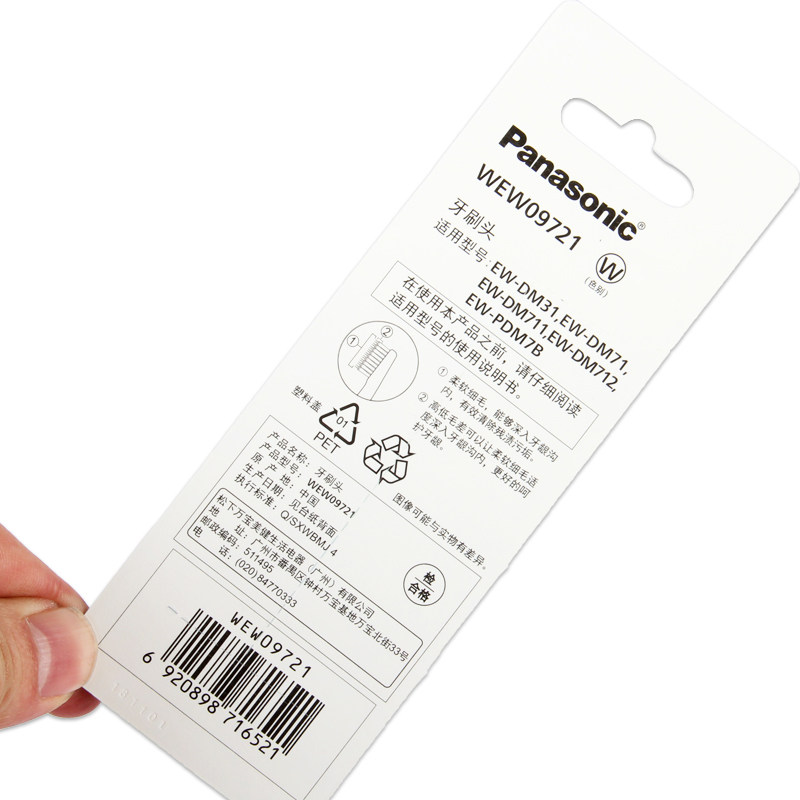 Panasonic®
WEW09721
W
(色别)
牙刷头
适用型号: EW-DM31,EW-DM71,
EW-DM711,EW-DM712,
EW-PDM7B
在使用本产品之前，请仔细阅读
适用型号的使用说明书。
① ②
① 柔软细毛，能够深入牙龈沟
内，有效清除残渍污垢。
② 高低毛差可以让柔软细毛适
度深入牙龈沟内，更好的呵
护牙龈。
塑料盖
01
PET
图像可能与实物有差异。
产品名称: 牙刷头
产品型号: WEW09721
原产地: 中国
生产日期: 见台纸背面
执行标准: Q/SXWBMJ 4
检
合格
松下万宝美健生活电器（广州）有限公司
地 址: 广州市番禺区钟村万宝基地万宝北街33号
邮政编码: 511495
电 话: (020) 84770333
WEW09721
6 920898 716521